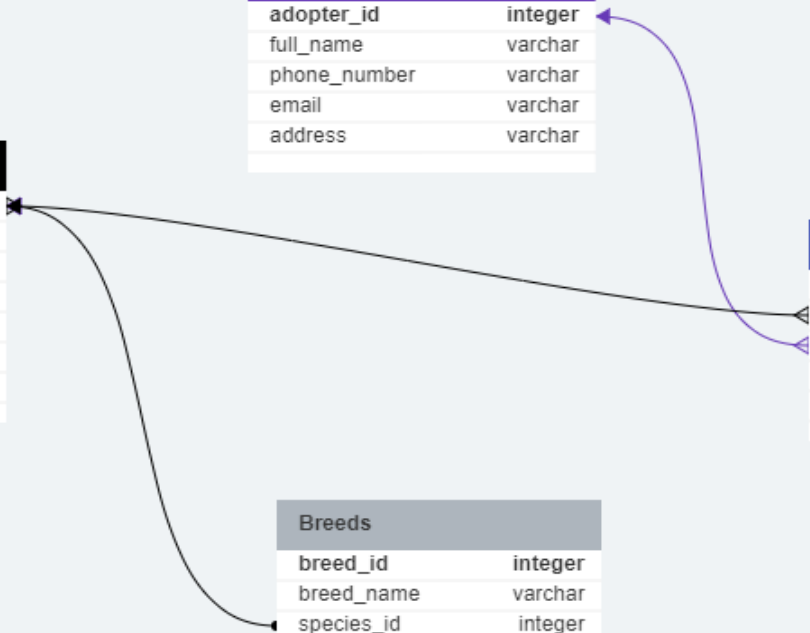 adopter_id integer
full_name varchar
phone_number varchar
email varchar
address varchar
Breeds
breed_id integer
breed_name varchar
species_id integer